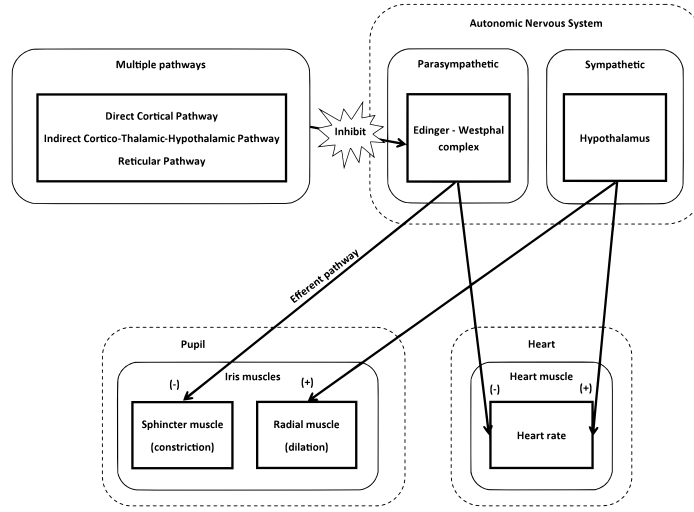 Autonomic Nervous System
Multiple pathways
Parasympathetic
Sympathetic
Direct Cortical Pathway
Indirect Cortico-Thalamic-Hypothalamic Pathway
Reticular Pathway
Inhibit
Edinger - Westphal
complex
Hypothalamus
Efferent pathway
Pupil
Heart
Iris muscles
Heart muscle
(-)
(+)
(-)
(+)
Sphincter muscle
(constriction)
Radial muscle
(dilation)
Heart rate